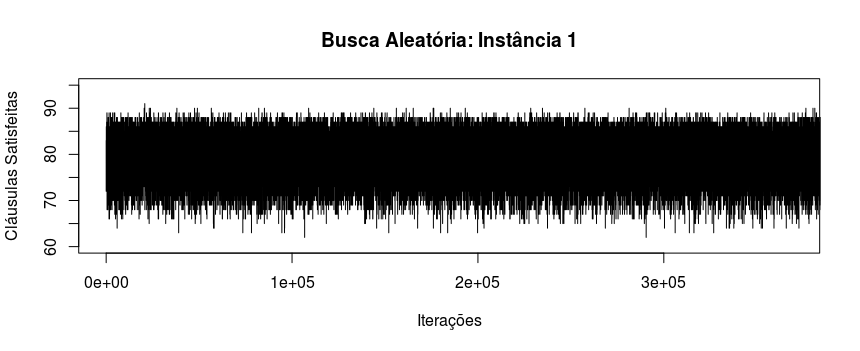 Busca Aleatória: Instância 1
Cláusulas Satisfeitas
90
80
70
60
0e+00 1e+05 2e+05 3e+05
Iterações